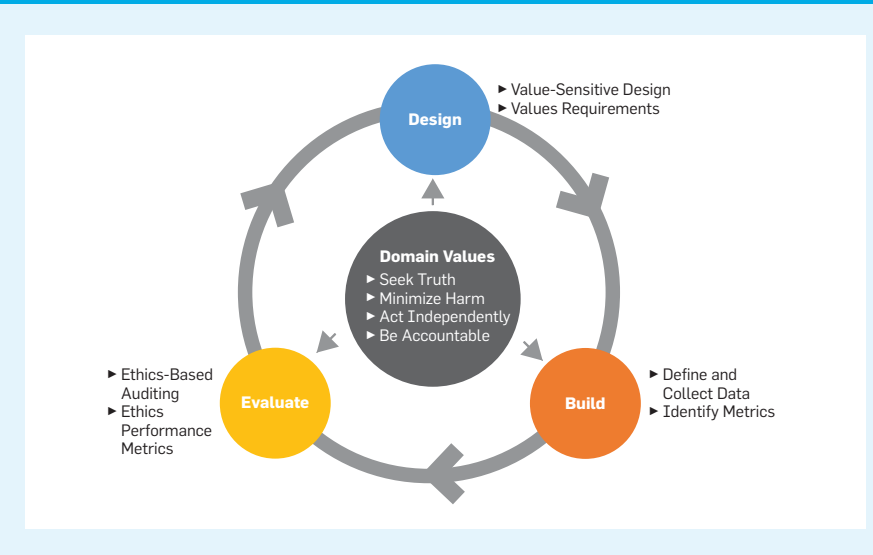 Design
► Value-Sensitive Design
► Values Requirements
Domain Values
► Seek Truth
► Minimize Harm
► Act Independently
► Be Accountable
► Ethics-Based
Auditing
► Ethics
Performance
Metrics
Evaluate
Build
► Define and
Collect Data
► Identify Metrics